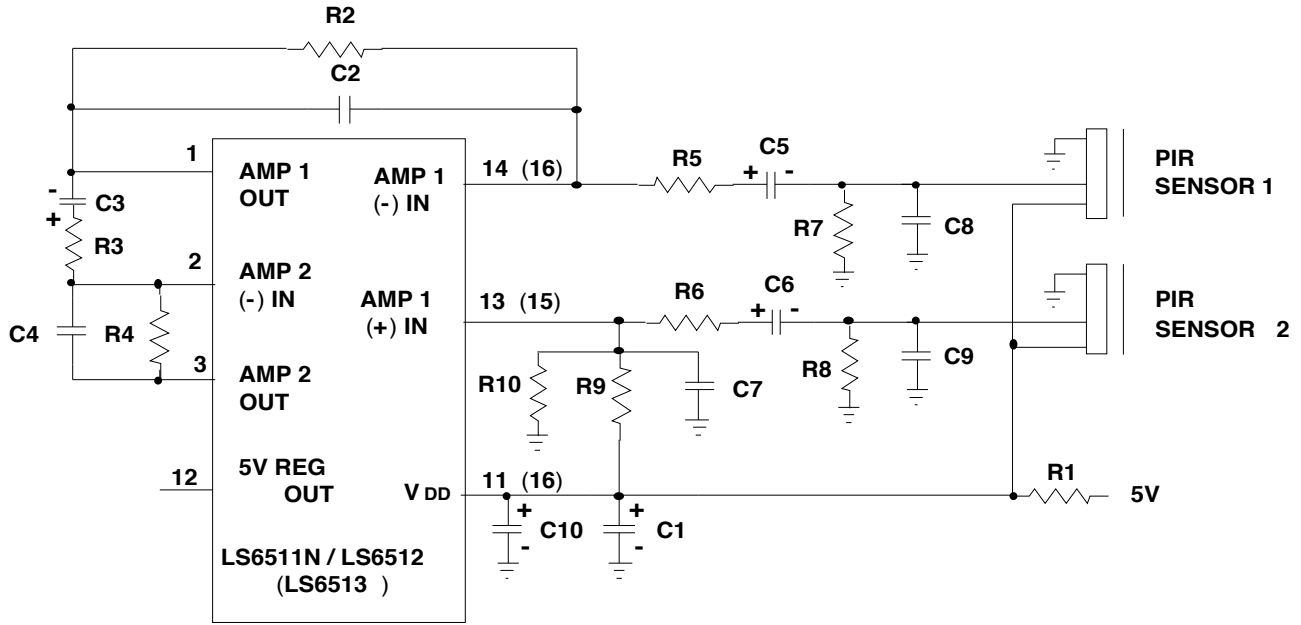 R2
C2
1
AMP 1
OUT
AMP 1
(-) IN
14 (16)
R5
C5
+ -
R7
C8
PIR
SENSOR 1
-
C3
+
R3
2
AMP 2
(-) IN
AMP 1
(+) IN
13 (15)
R6
C6
+ -
R8
C9
PIR
SENSOR 2
C4
R4
3
AMP 2
OUT
R10
R9
C7
12
5V REG
OUT
V DD
11 (16)
R1
5V
+
C10
-
+
C1
-
LS6511N / LS6512
(LS6513 )